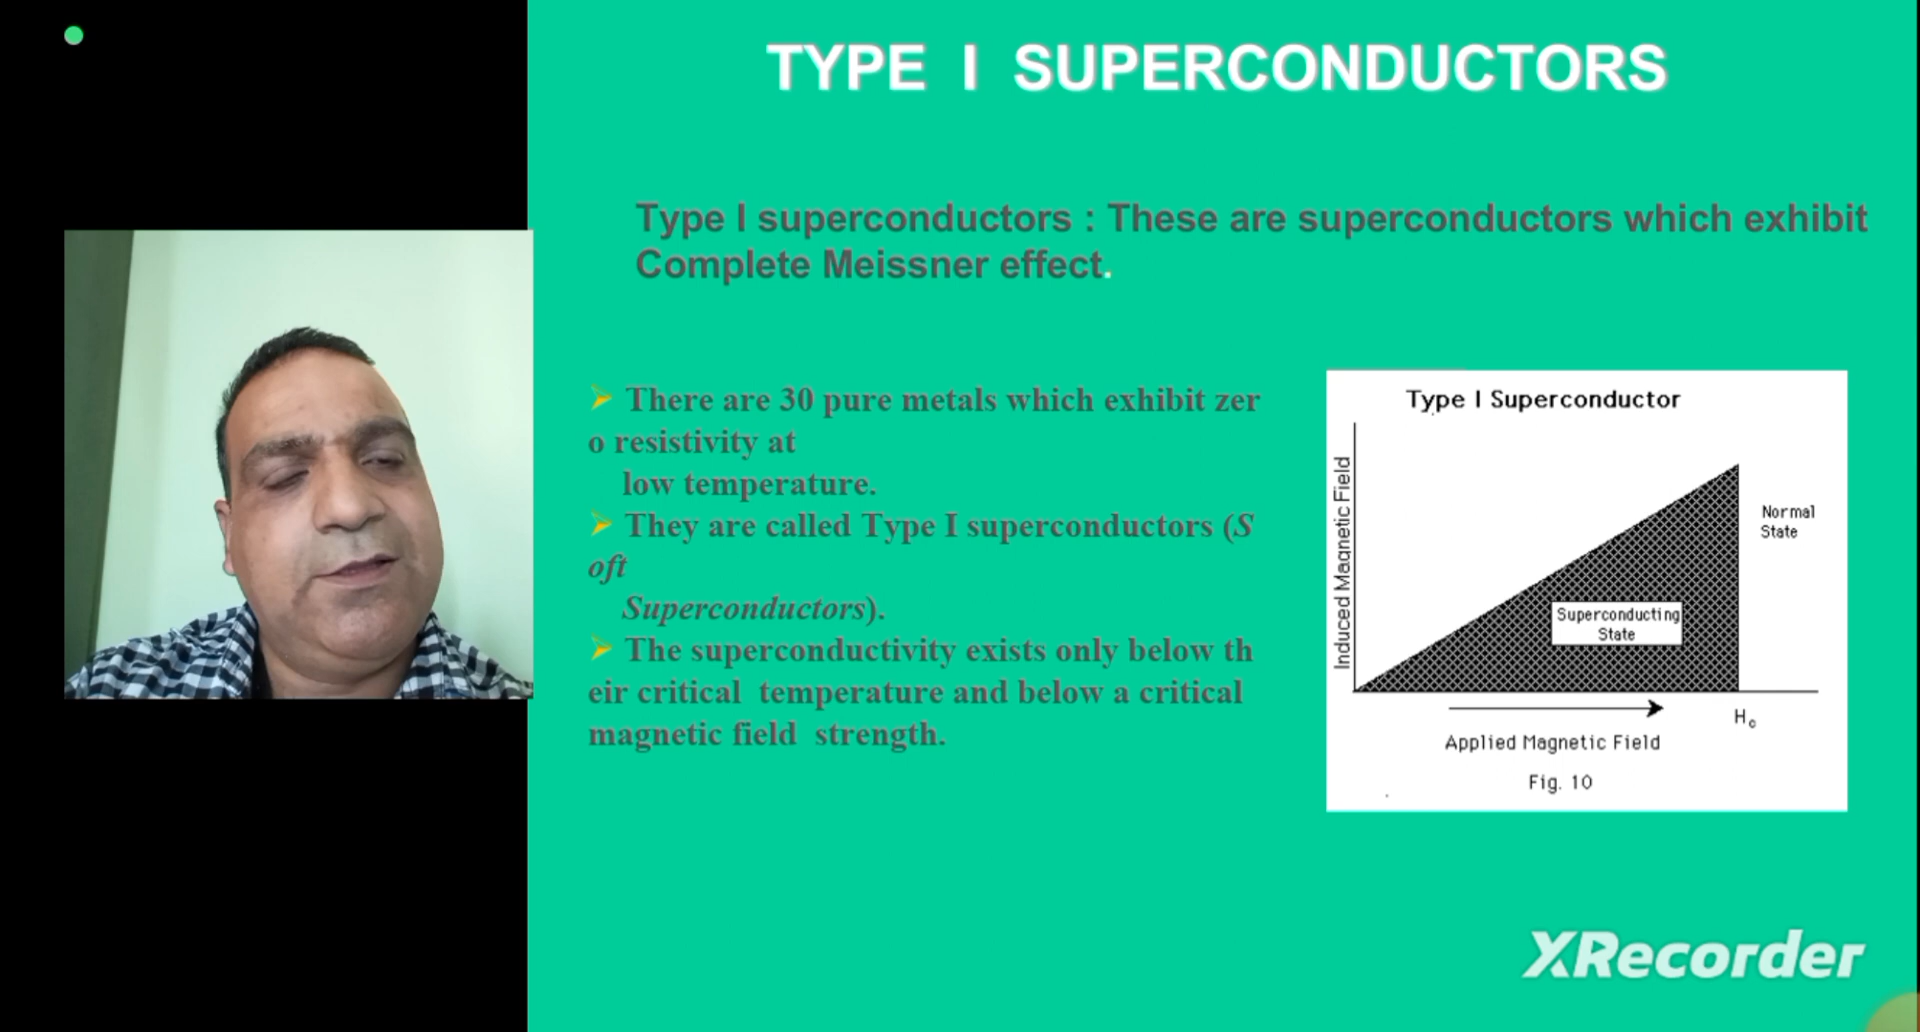 TYPE I SUPERCONDUCTORS
Type I superconductors : These are superconductors which exhibit
Complete Meissner effect.
There are 30 pure metals which exhibit zer
o resistivity at
low temperature.
They are called Type I superconductors (S
oft
Superconductors).
The superconductivity exists only below th
eir critical temperature and below a critical
magnetic field strength.
Type I Superconductor
Induced Magnetic Field
Normal
State
Superconducting
State
Hc
Applied Magnetic Field
Fig. 10
XRecorder